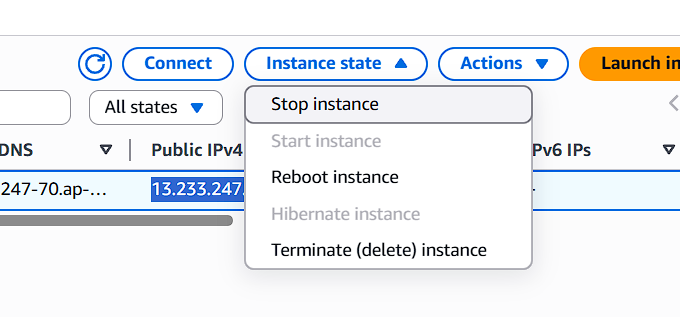 Connect
Instance state
Actions
Launch in
All states
DNS
Public IPv4
Pv6 IPs
247-70.ap-...
13.233.247.
-
Stop instance
Start instance
Reboot instance
Hibernate instance
Terminate (delete) instance